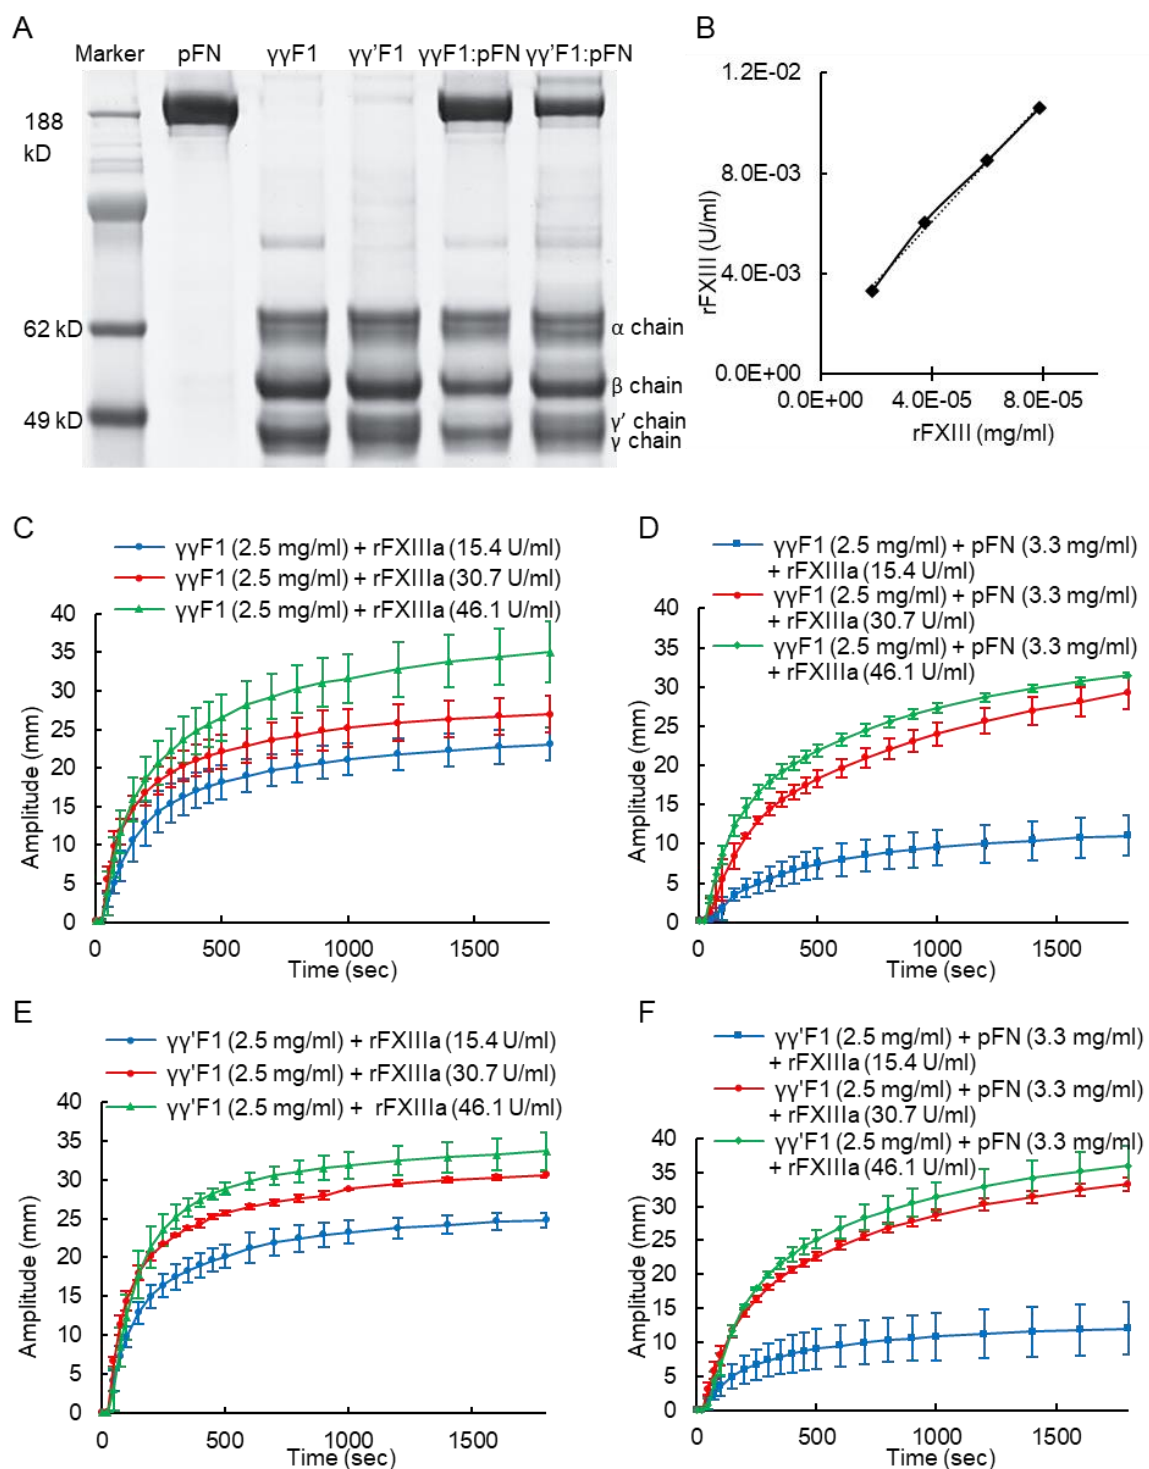 A
Marker pFN γγF1 γγ'F1 γγF1:pFN γγ'F1:pFN
188
kD
62 kD
49 kD
α chain
β chain
γ' chain
γ chain
B
1.2E-02
8.0E-03
4.0E-03
0.0E+00
rFXIII (U/ml)
0.0E+00 4.0E-05 8.0E-05
rFXIII (mg/ml)
C
γγF1 (2.5 mg/ml) + rFXIIIa (15.4 U/ml)
γγF1 (2.5 mg/ml) + rFXIIIa (30.7 U/ml)
γγF1 (2.5 mg/ml) + rFXIIIa (46.1 U/ml)
40
35
30
25
20
15
10
5
0
Amplitude (mm)
0 500 1000 1500
Time (sec)
D
γγF1 (2.5 mg/ml) + pFN (3.3 mg/ml)
+ rFXIIIa (15.4 U/ml)
γγF1 (2.5 mg/ml) + pFN (3.3 mg/ml)
+ rFXIIIa (30.7 U/ml)
γγF1 (2.5 mg/ml) + pFN (3.3 mg/ml)
+ rFXIIIa (46.1 U/ml)
40
35
30
25
20
15
10
5
0
Amplitude (mm)
0 500 1000 1500
Time (sec)
E
γγ'F1 (2.5 mg/ml) + rFXIIIa (15.4 U/ml)
γγ'F1 (2.5 mg/ml) + rFXIIIa (30.7 U/ml)
γγ'F1 (2.5 mg/ml) + rFXIIIa (46.1 U/ml)
40
35
30
25
20
15
10
5
0
Amplitude (mm)
0 500 1000 1500
Time (sec)
F
γγ'F1 (2.5 mg/ml) + pFN (3.3 mg/ml)
+ rFXIIIa (15.4 U/ml)
γγ'F1 (2.5 mg/ml) + pFN (3.3 mg/ml)
+ rFXIIIa (30.7 U/ml)
γγ'F1 (2.5 mg/ml) + pFN (3.3 mg/ml)
+ rFXIIIa (46.1 U/ml)
40
35
30
25
20
15
10
5
0
Amplitude (mm)
0 500 1000 1500
Time (sec)